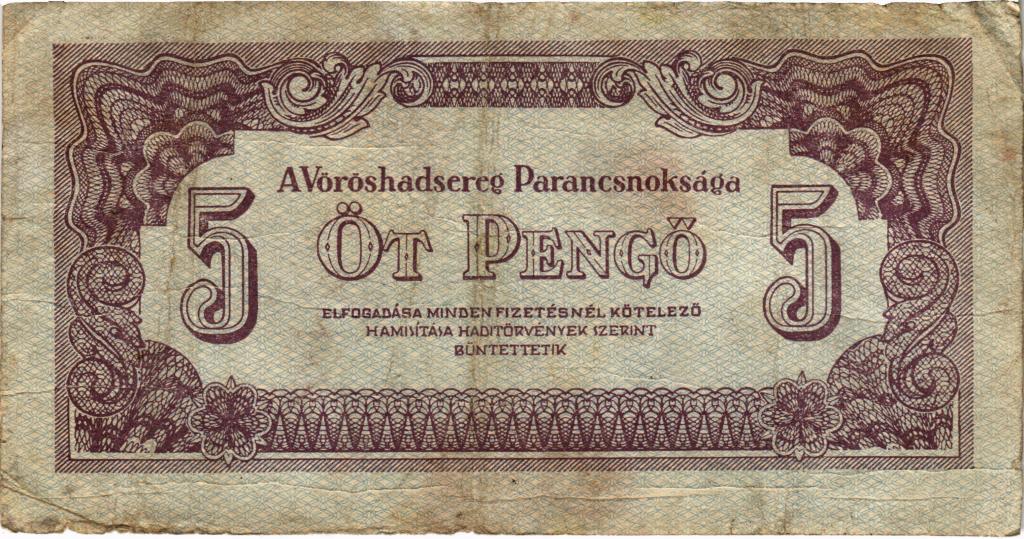 A Vöröshadsereg Parancsnoksága
5 ÖT PENGŐ 5
ELFOGADÁSA MINDEN FIZETÉSNÉL KÖTELEZŐ
HAMISÍTÁSA HADITÖRVÉNYEK SZERINT
BÜNTETTETIK